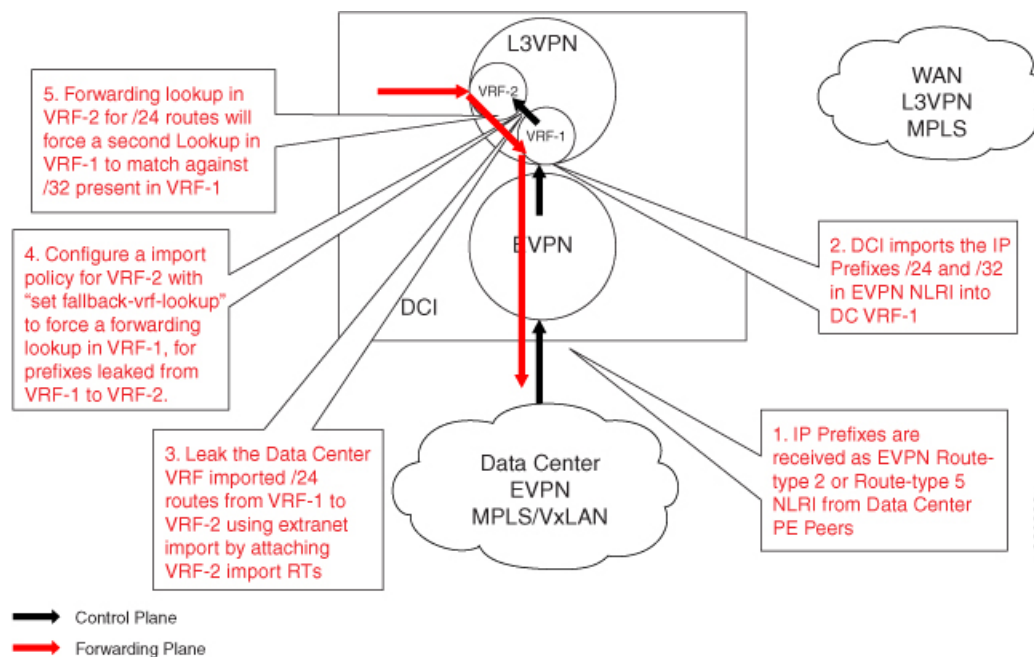 L3VPN
VRF-2
VRF-1
EVPN
DCI
WAN
L3VPN
MPLS
5. Forwarding lookup in
VRF-2 for /24 routes will
force a second Lookup in
VRF-1 to match against
/32 present in VRF-1
4. Configure a import
policy for VRF-2 with
“set fallback-vrf-lookup”
to force a forwarding
lookup in VRF-1, for
prefixes leaked from
VRF-1 to VRF-2.
2. DCI imports the IP
Prefixes /24 and /32
in EVPN NLRI into
DC VRF-1
3. Leak the Data Center
VRF imported /24
routes from VRF-1 to
VRF-2 using extranet
import by attaching
VRF-2 import RTs
Data Center
EVPN
MPLS/VxLAN
1. IP Prefixes are
received as EVPN Route-
type 2 or Route-type 5
NLRI from Data Center
PE Peers
Control Plane
Forwarding Plane